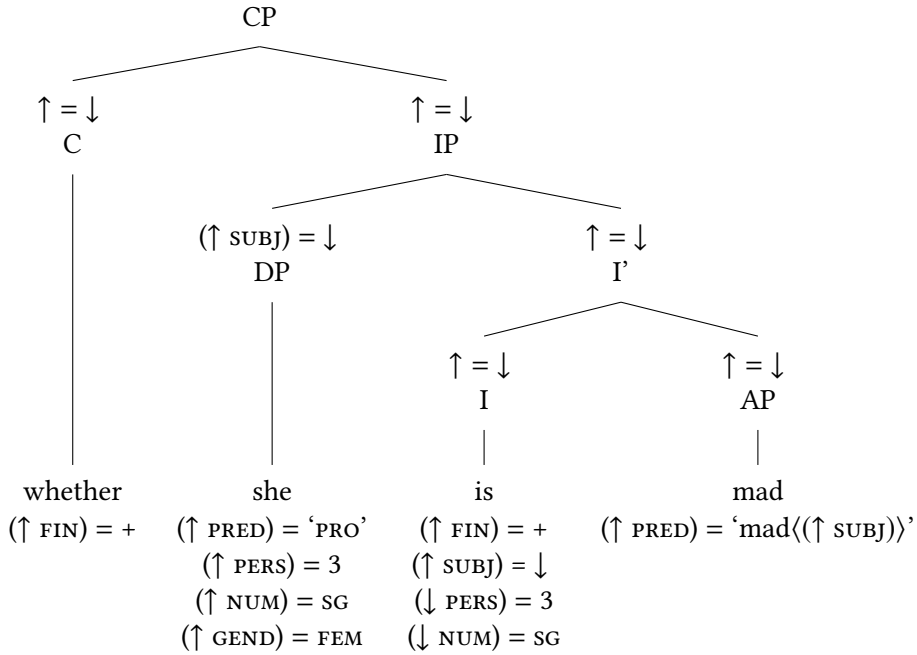 CP
↑ = ↓ ↑ = ↓
C IP
(↑ SUBJ) = ↓ ↑ = ↓
DP I’
↑ = ↓ ↑ = ↓
I AP
whether she is mad
(↑ FIN) = + (↑ PRED) = ‘PRO’ (↑ FIN) = + (↑ PRED) = ‘mad⟨(↑ SUBJ)⟩’
(↑ PERS) = 3 (↑ SUBJ) = ↓
(↑ NUM) = SG (↓ PERS) = 3
(↑ GEND) = FEM (↓ NUM) = SG